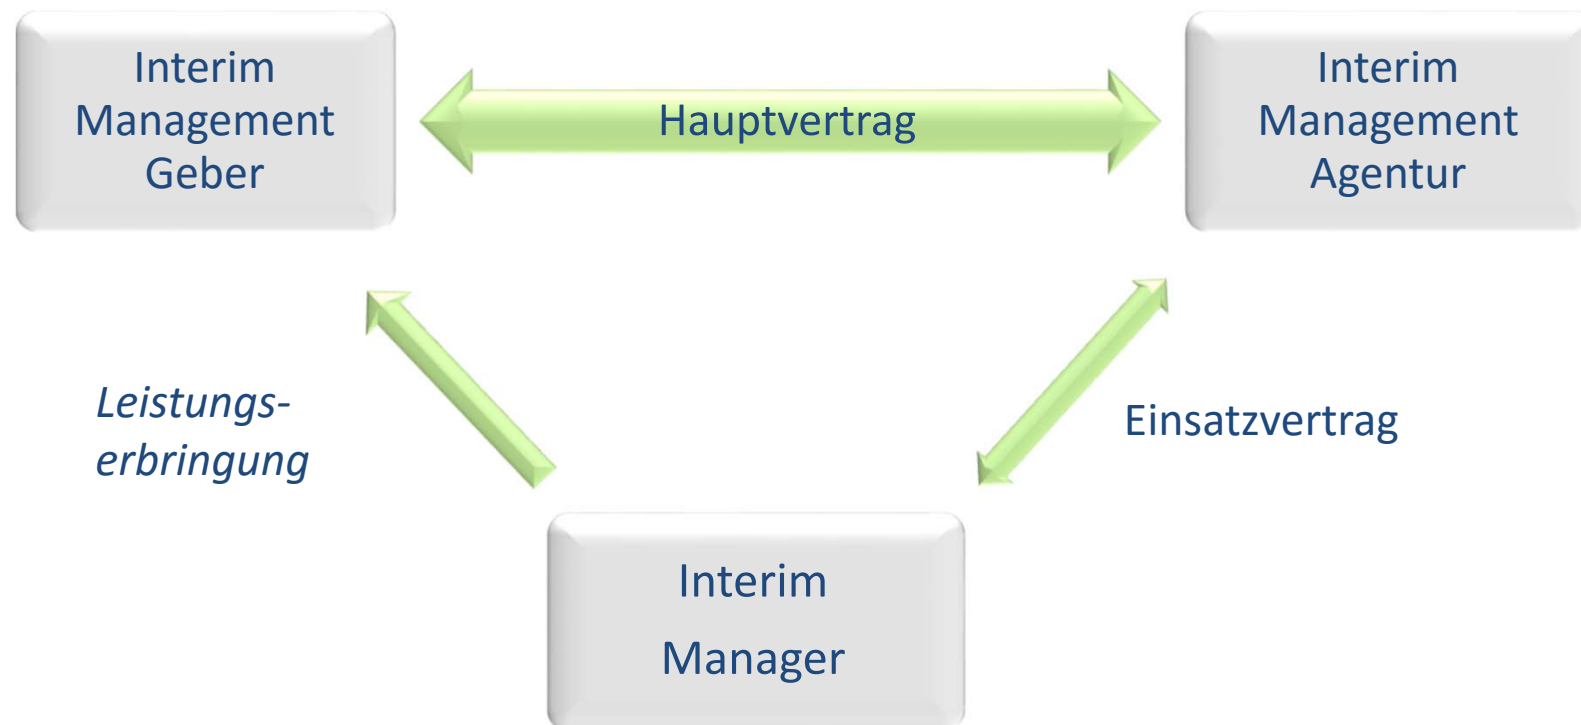 Interim
Management
Geber
Hauptvertrag
Interim
Management
Agentur
Leistungs-
erbringung
Einsatzvertrag
Interim
Manager